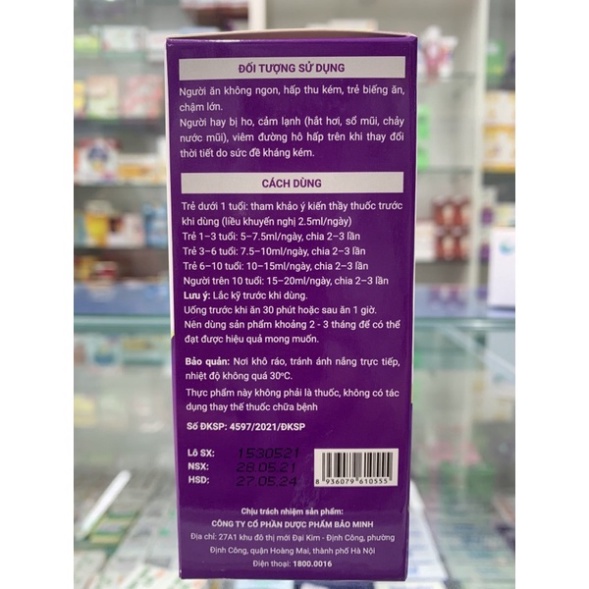 ĐỐI TƯỢNG SỬ DỤNG
Người ăn không ngon, hấp thu kém, trẻ biếng ăn,
chậm lớn.
Người hay bị ho, cảm lạnh (hắt hơi, sổ mũi, chảy
nước mũi), viêm đường hô hấp trên khi thay đổi
thời tiết do sức đề kháng kém.
CÁCH DÙNG
Trẻ dưới 1 tuổi: tham khảo ý kiến thầy thuốc trước
khi dùng (liều khuyến nghị 2.5ml/ngày)
Trẻ 1–3 tuổi: 5–7.5ml/ngày, chia 2–3 lần
Trẻ 3–6 tuổi: 7.5–10ml/ngày, chia 2–3 lần
Trẻ 6–10 tuổi: 10–15ml/ngày, chia 2–3 lần
Người trên 10 tuổi: 15–20ml/ngày, chia 2–3 lần
Lưu ý: Lắc kỹ trước khi dùng.
Uống trước khi ăn 30 phút hoặc sau ăn 1 giờ.
Nên dùng sản phẩm khoảng 2 - 3 tháng để có thể
đạt được hiệu quả mong muốn.
Bảo quản: Nơi khô ráo, tránh ánh nắng trực tiếp,
nhiệt độ không quá 30ºC.
Thực phẩm này không phải là thuốc, không có tác
dụng thay thế thuốc chữa bệnh
Số ĐKSP: 4597/2021/ĐKSP
Lô SX: 1530521
NSX: 28.05.21
HSD: 27.05.24
8 936079 610555
Chịu trách nhiệm sản phẩm:
CÔNG TY CỔ PHẦN DƯỢC PHẨM BẢO MINH
Địa chỉ: 27A1 khu đô thị mới Đại Kim - Định Công, phường
Định Công, quận Hoàng Mai, thành phố Hà Nội
Điện thoại: 1800.0016